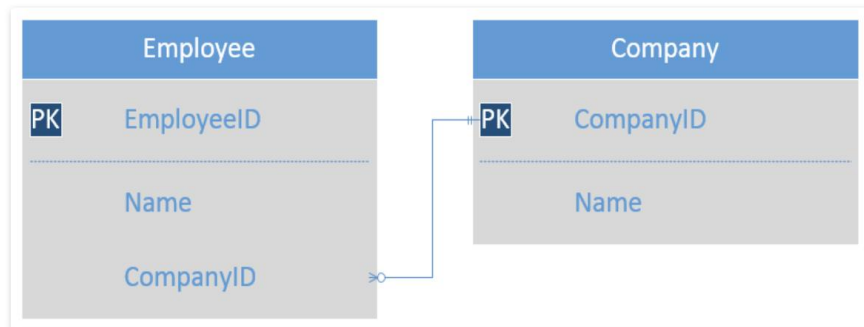 Employee
PK EmployeeID
Name
CompanyID
Company
PK CompanyID
Name